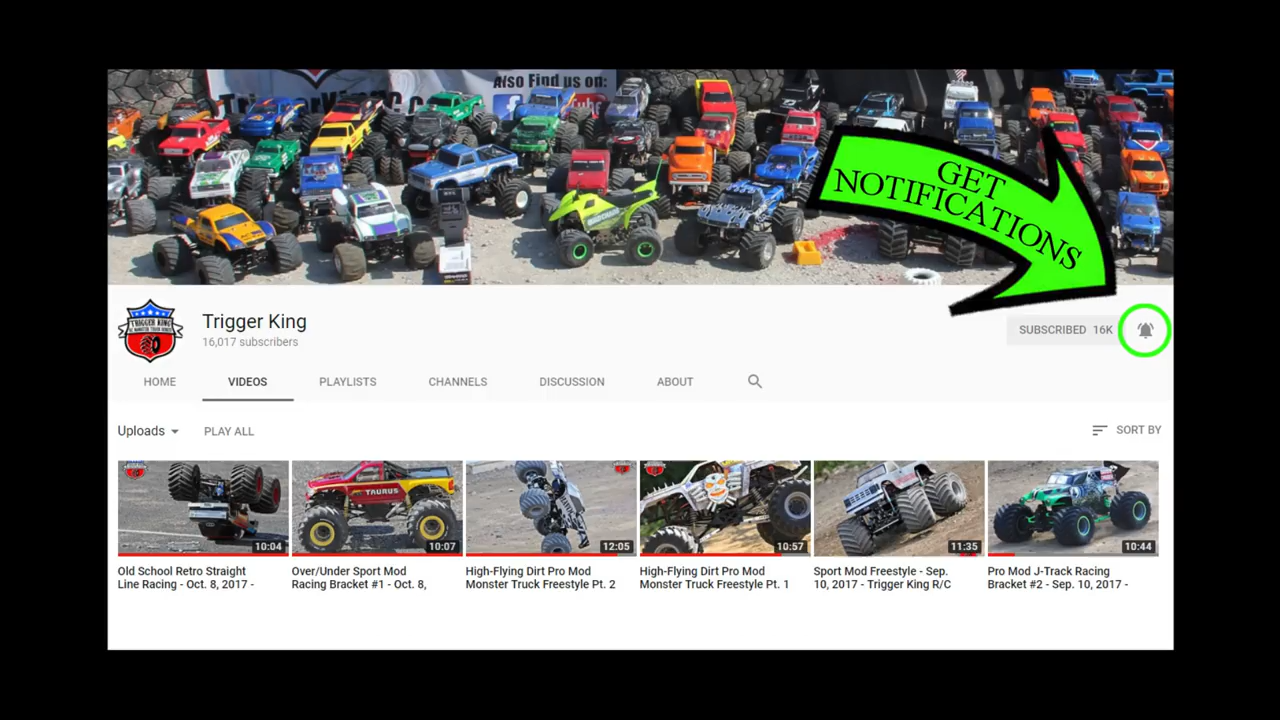 Also Find us on:
GET
NOTIFICATIONS
TRIGGER KING
Trigger King
16,017 subscribers
SUBSCRIBED 16K
HOME VIDEOS PLAYLISTS CHANNELS DISCUSSION ABOUT
Uploads PLAY ALL SORT BY
TAURUS
10:04 10:07 12:05 10:57 11:35 10:44
Old School Retro Straight
Line Racing - Oct. 8, 2017 -
Over/Under Sport Mod
Racing Bracket #1 - Oct. 8,
High-Flying Dirt Pro Mod
Monster Truck Freestyle Pt. 2
High-Flying Dirt Pro Mod
Monster Truck Freestyle Pt. 1
Sport Mod Freestyle - Sep.
10, 2017 - Trigger King R/C
Pro Mod J-Track Racing
Bracket #2 - Sep. 10, 2017 -